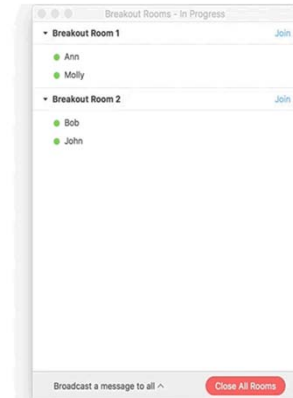 Breakout Rooms - In Progress
Breakout Room 1 Join
Ann
Molly
Breakout Room 2 Join
Bob
John
Broadcast a message to all ^ Close All Rooms